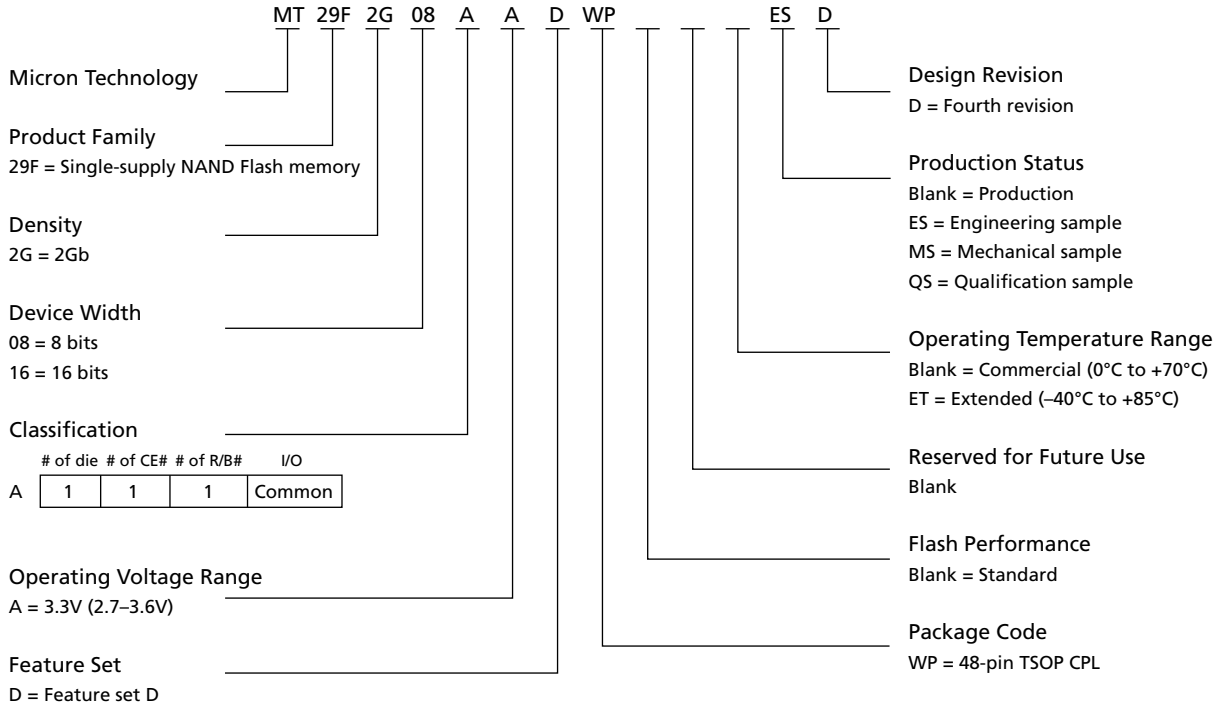 MT 29F 2G 08 A A D WP ES D
Micron Technology
Product Family
29F = Single-supply NAND Flash memory
Density
2G = 2Gb
Device Width
08 = 8 bits
16 = 16 bits
Classification
# of die # of CE# # of R/B# I/O
A 1 1 1 Common
Operating Voltage Range
A = 3.3V (2.7–3.6V)
Feature Set
D = Feature set D
Design Revision
D = Fourth revision
Production Status
Blank = Production
ES = Engineering sample
MS = Mechanical sample
QS = Qualification sample
Operating Temperature Range
Blank = Commercial (0°C to +70°C)
ET = Extended (–40°C to +85°C)
Reserved for Future Use
Blank
Flash Performance
Blank = Standard
Package Code
WP = 48-pin TSOP CPL